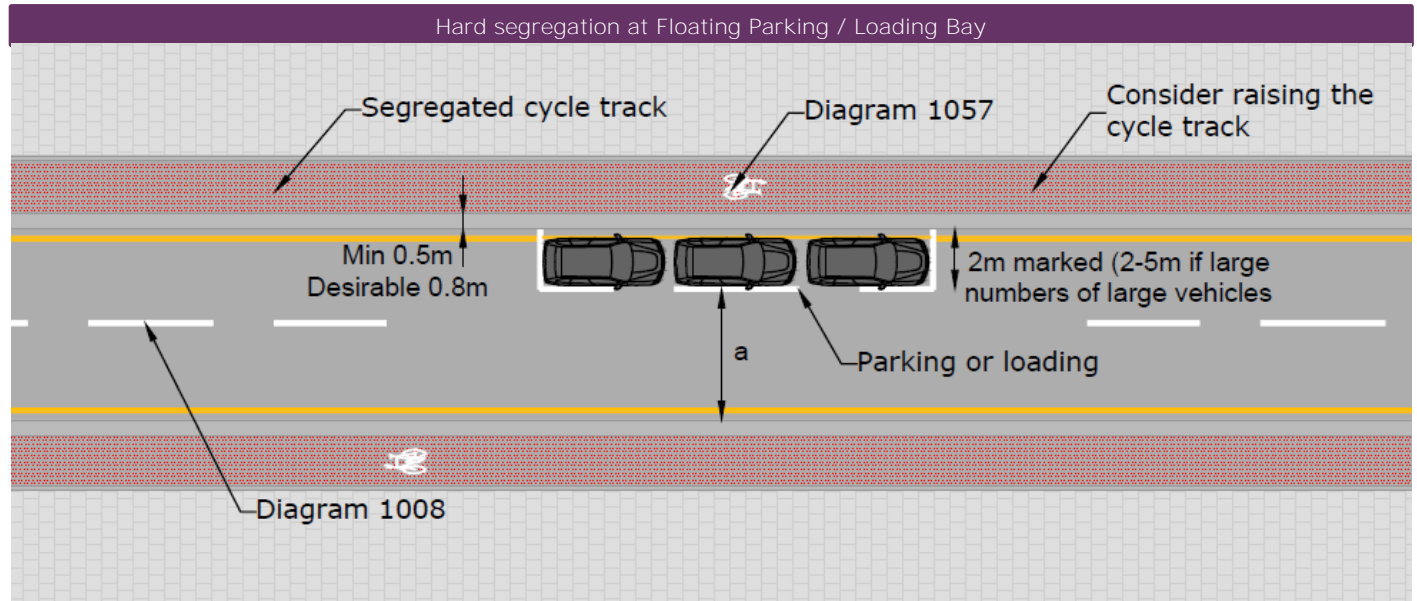 Hard segregation at Floating Parking / Loading Bay
Segregated cycle track
Diagram 1057
Consider raising the
cycle track
Min 0.5m
Desirable 0.8m
2m marked (2-5m if large
numbers of large vehicles
a
Parking or loading
Diagram 1008